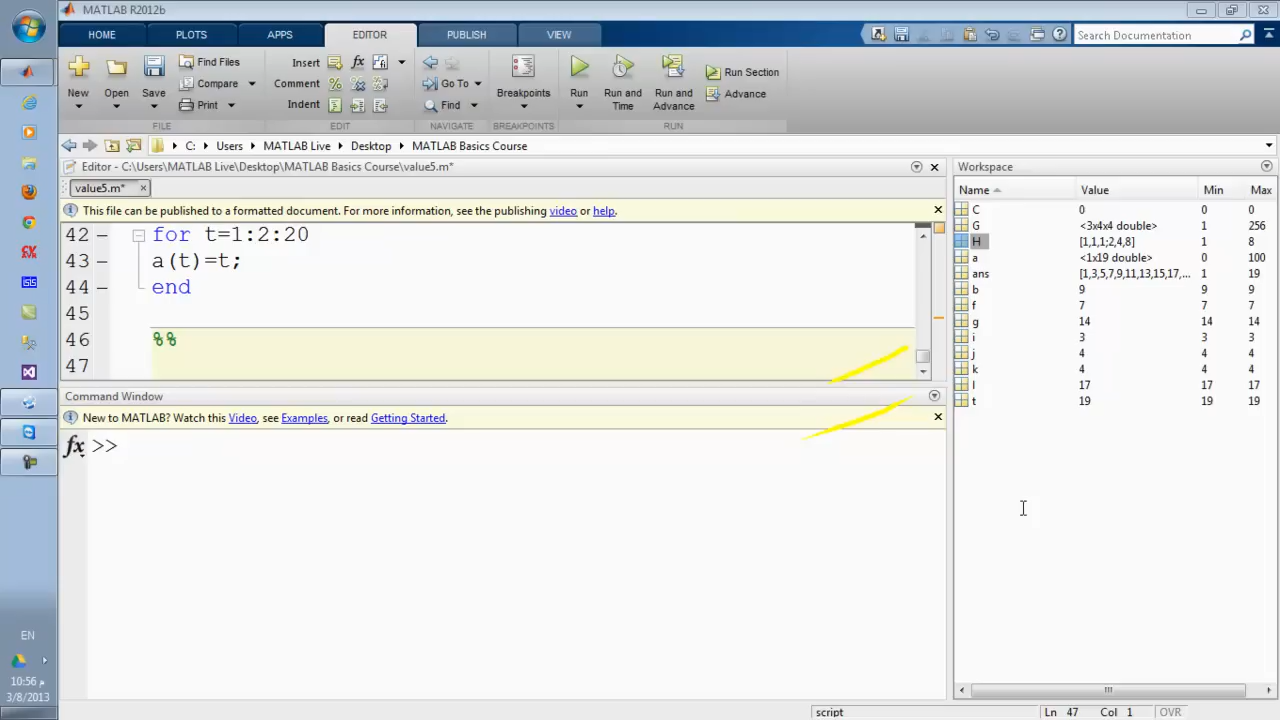 MATLAB R2012b
HOME PLOTS APPS EDITOR PUBLISH VIEW
Search Documentation
New Open Save Find Files Compare Print
Insert Comment Indent
Go To Find
Breakpoints
Run Run and Time Run and Advance Run Section Advance
FILE EDIT NAVIGATE BREAKPOINTS RUN
C: Users MATLAB Live Desktop MATLAB Basics Course
Editor - C:\Users\MATLAB Live\Desktop\MATLAB Basics Course\value5.m*
value5.m*
This file can be published to a formatted document. For more information, see the publishing video or help.
42 – for t=1:2:20
43 – a(t)=t;
44 – end
45
46 %%
47
Command Window
New to MATLAB? Watch this Video, see Examples, or read Getting Started.
fx >>
Workspace
Name Value Min Max
C 0 0 0
G <3x4x4 double> 1 256
H [1,1,1;2,4,8] 1 8
a <1x19 double> 0 100
ans [1,3,5,7,9,11,13,15,17,... 1 19
b 9 9 9
f 7 7 7
g 14 14 14
i 3 3 3
j 4 4 4
k 4 4 4
l 17 17 17
t 19 19 19
script Ln 47 Col 1 OVR
EN
10:56 م
3/8/2013